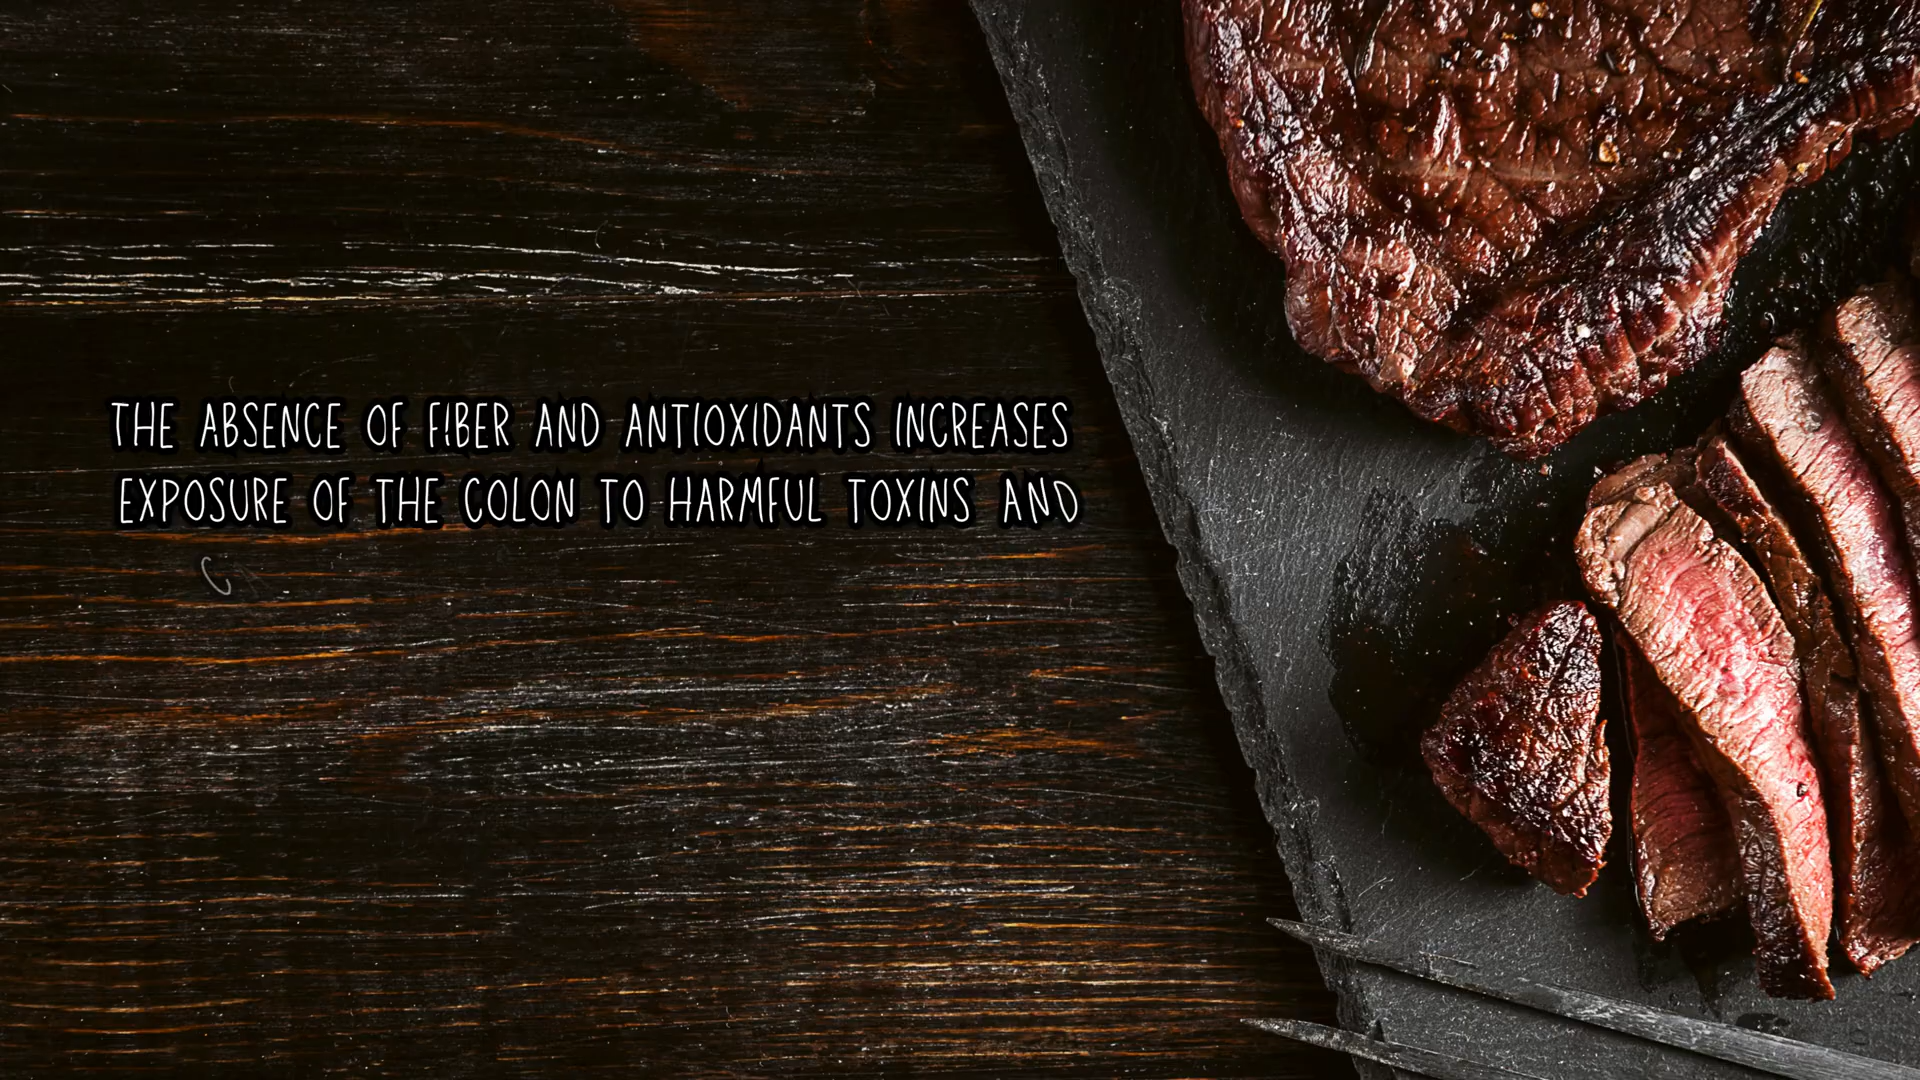 THE ABSENCE OF FIBER AND ANTIOXIDANTS INCREASES
EXPOSURE OF THE COLON TO HARMFUL TOXINS AND
C